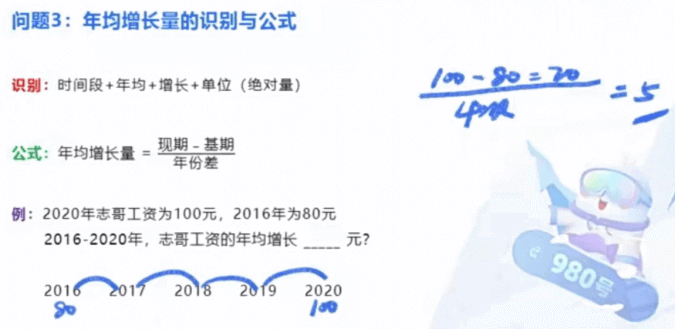 问题3：年均增长量的识别与公式
识别：时间段+年均+增长+单位（绝对量）
100-80=20
4次
=5
公式：年均增长量 = 现期-基期
年份差
例：2020年志哥工资为100元，2016年为80元
2016-2020年，志哥工资的年均增长 _____ 元？
2016 2017 2018 2019 2020
80 100
980号